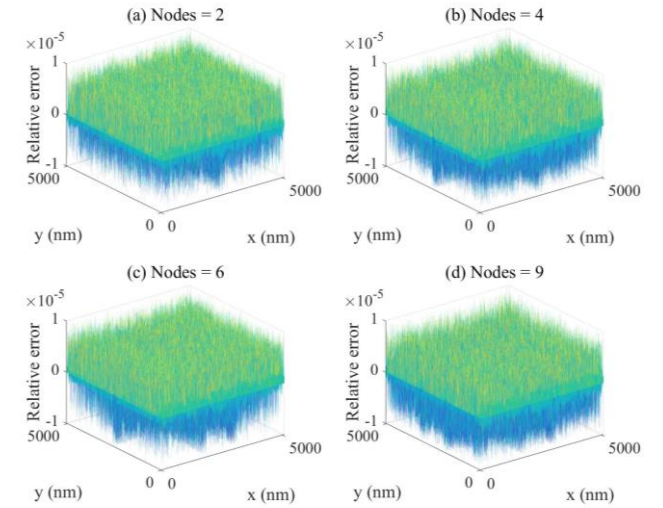 (a) Nodes = 2
×10⁻⁵
1
0
-1
Relative error
5000
0
y (nm)
0
5000
x (nm)
(b) Nodes = 4
×10⁻⁵
1
0
-1
Relative error
5000
0
y (nm)
0
5000
x (nm)
(c) Nodes = 6
×10⁻⁵
1
0
-1
Relative error
5000
0
y (nm)
0
5000
x (nm)
(d) Nodes = 9
×10⁻⁵
1
0
-1
Relative error
5000
0
y (nm)
0
5000
x (nm)